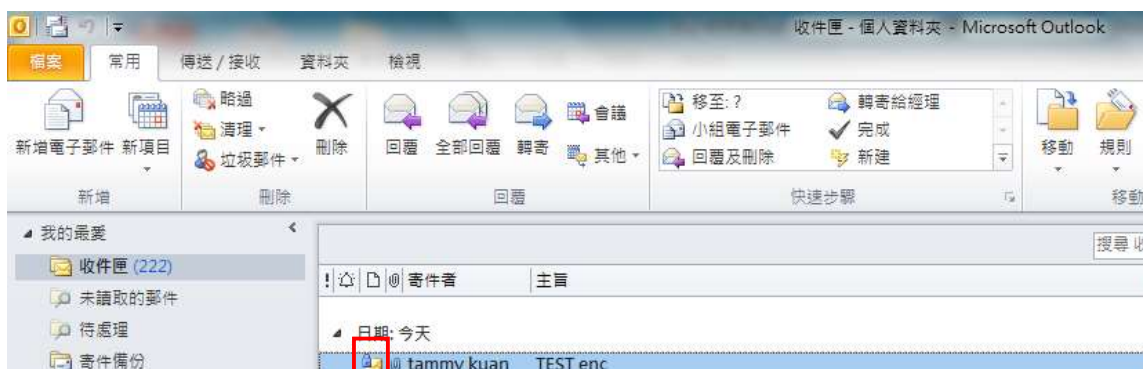 收件匣 - 個人資料夾 - Microsoft Outlook
檔案 常用 傳送 / 接收 資料夾 檢視
略過 會議 移至: ? 轉寄給經理
清理 小組電子郵件 完成
新增電子郵件 新項目 垃圾郵件 刪除 回覆 全部回覆 轉寄 其他 回覆及刪除 新建 移動 規則
新增 刪除 回覆 快速步驟 移動
我的最愛
收件匣 (222) 搜尋 收
未讀取的郵件 寄件者 主旨
待處理 日期: 今天
寄件備份 tammy kuan TEST enc